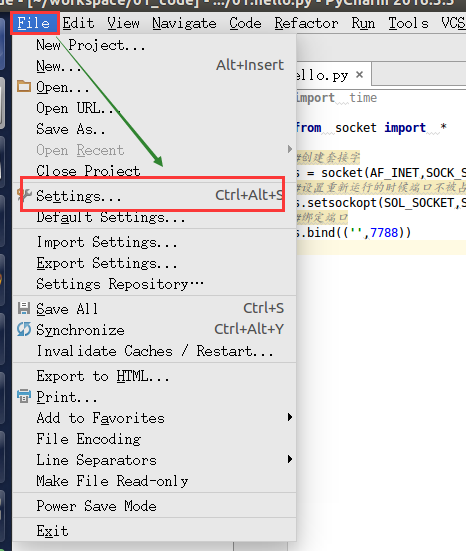 de - [~/workspace/01_code] - .../01.hello.py - PyCharm 2016.3.3
File Edit View Navigate Code Refactor Run Tools VCS
New Project...
New... Alt+Insert
Open...
Open URL...
Save As..
Open Recent
Close Project
Settings... Ctrl+Alt+S
Default Settings...
Import Settings...
Export Settings...
Settings Repository…
Save All Ctrl+S
Synchronize Ctrl+Alt+Y
Invalidate Caches / Restart...
Export to HTML...
Print...
Add to Favorites
File Encoding
Line Separators
Make File Read-only
Power Save Mode
Exit
ello.py ×
import time
from socket import *
#创建套接字
s = socket(AF_INET,SOCK_S
#设置重新运行的时候端口不被占
s.setsockopt(SOL_SOCKET,S
#绑定端口
s.bind(('',7788))